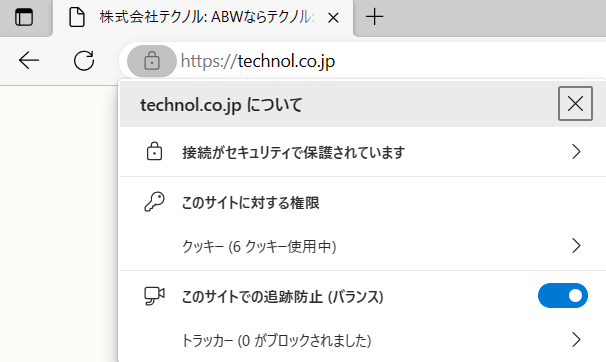 株式会社テクノル: ABWならテクノル:
https://technol.co.jp
technol.co.jp について
接続がセキュリティで保護されています
このサイトに対する権限
クッキー (6 クッキー使用中)
このサイトでの追跡防止 (バランス)
トラッカー (0 がブロックされました)